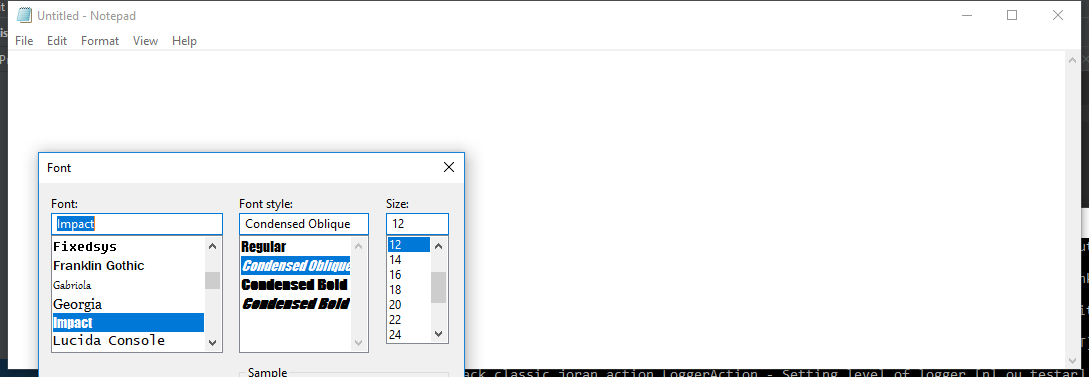 Untitled - Notepad
File Edit Format View Help
Font
Font: Font style: Size:
Impact Condensed Oblique 12
Fixedsys
Franklin Gothic
Gabriola
Georgia
Impact
Lucida Console
Regular
Condensed Oblique
Condensed Bold
Condensed Bold
12
14
16
18
20
22
24
Sample
classic.joran.action.LoggerAction - Setting level of logger [nl.ou.testar]